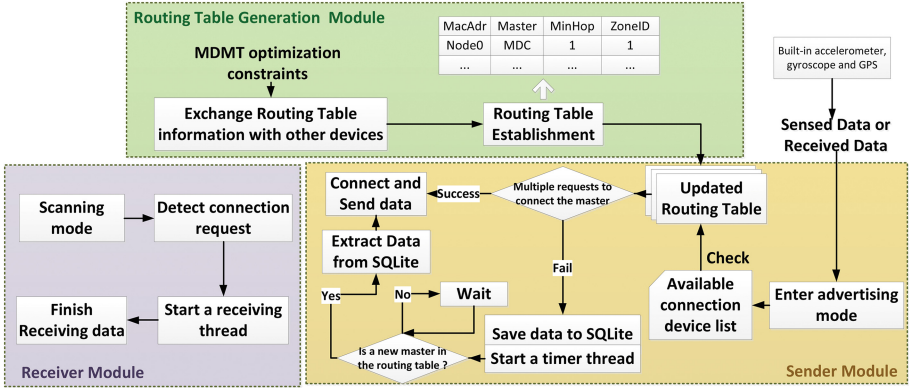 Routing Table Generation Module
MDMT optimization
constraints
MacAdr Master MinHop ZoneID
Node0 MDC 1 1
... ... ... ...
Exchange Routing Table
information with other devices
Routing Table
Establishment
Built-in accelerometer,
gyroscope and GPS
Sensed Data or
Received Data
Scanning
mode
Detect connection
request
Finish
Receiving data
Start a receiving
thread
Receiver Module
Connect and
Send data
Success
Multiple requests to
connect the master
Updated
Routing Table
Extract Data
from SQLite
Fail
Check
Yes
No
Wait
Available
connection
device list
Enter advertising
mode
Save data to SQLite
Start a timer thread
Is a new master in
the routing table ?
Sender Module